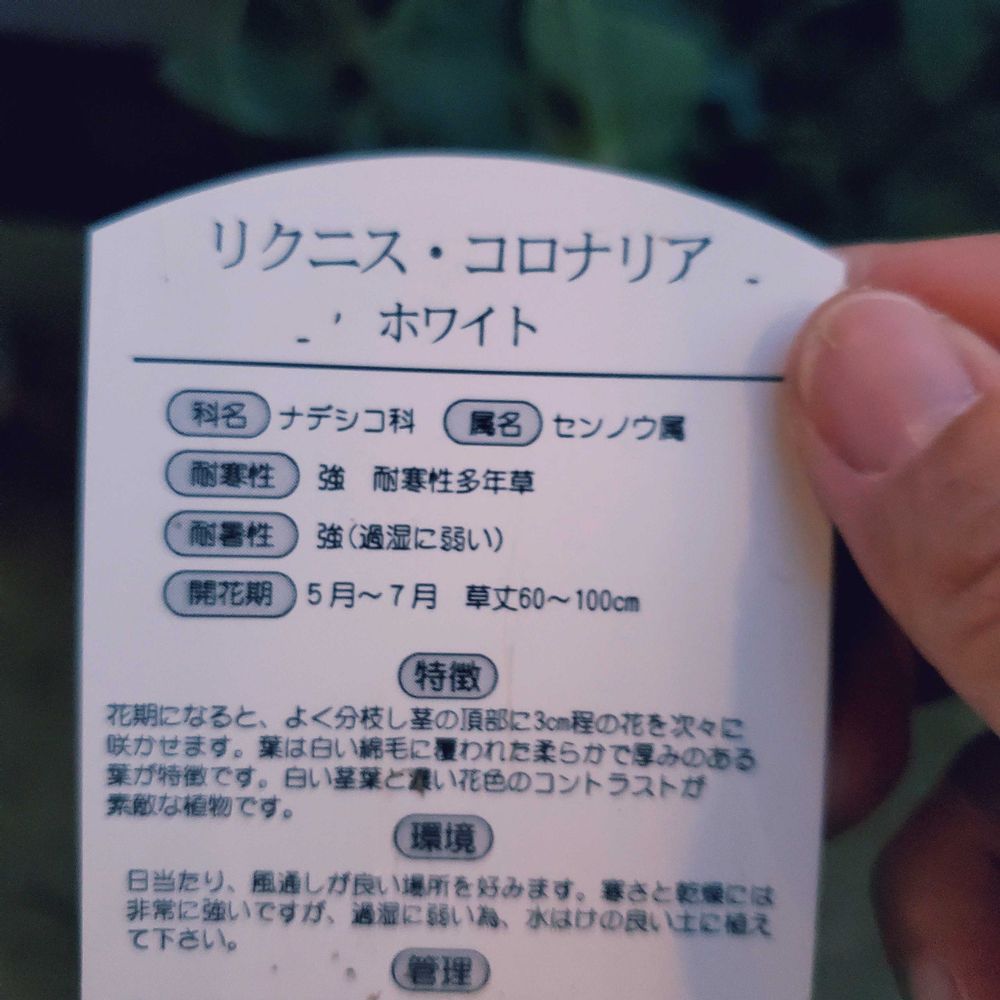 リクニス・コロナリア
ホワイト
科名 ナデシコ科 属名 センノウ属
耐寒性 強 耐寒性多年草
耐暑性 強(過湿に弱い)
開花期 5月~7月 草丈60~100cm
特徴
花期になると、よく分枝し茎の頂部に3cm程の花を次々に
咲かせます。葉は白い綿毛に覆われた柔らかで厚みのある
葉が特徴です。白い茎葉と濃い花色のコントラストが
素敵な植物です。
環境
日当たり、風通しが良い場所を好みます。寒さと乾燥には
非常に強いですが、過湿に弱い為、水はけの良い土に植え
て下さい。
管理